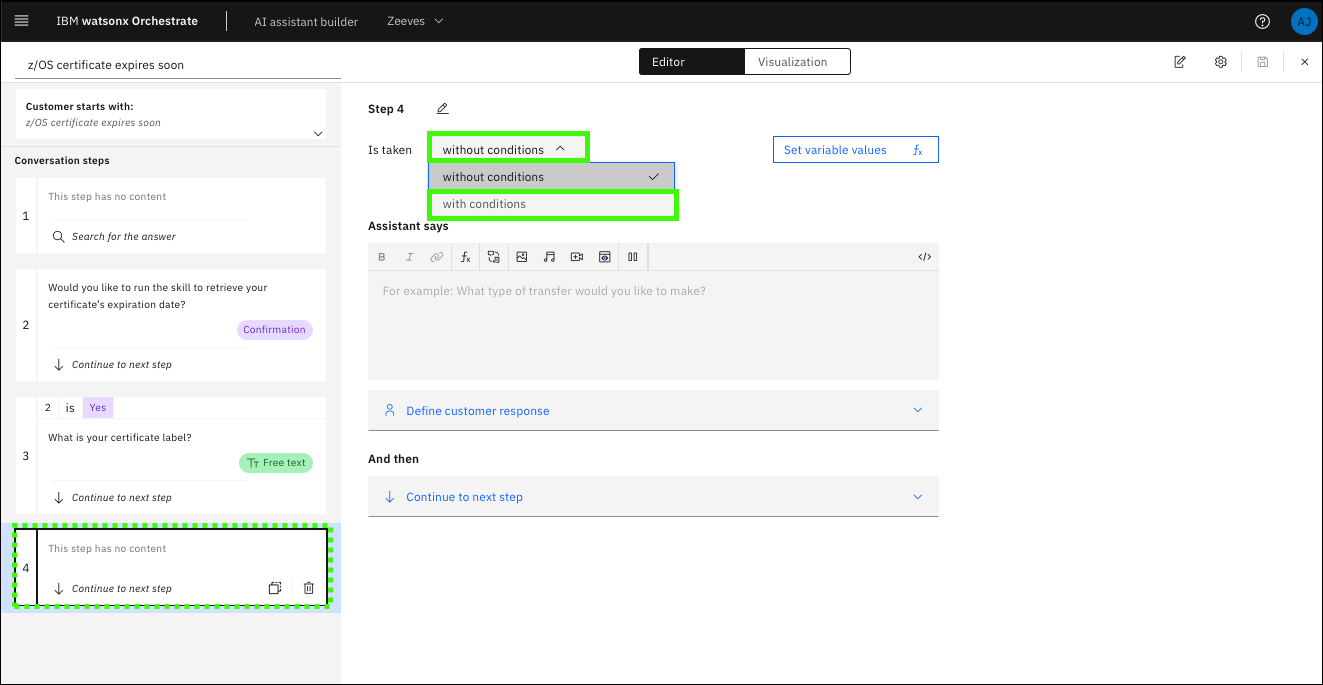 IBM watsonx Orchestrate
AI assistant builder
Zeeves
AJ
z/OS certificate expires soon
Editor
Visualization
Customer starts with:
z/OS certificate expires soon
Conversation steps
1
This step has no content
Search for the answer
2
Would you like to run the skill to retrieve your
certificate's expiration date?
Confirmation
Continue to next step
2 is Yes
3
What is your certificate label?
Free text
Continue to next step
4
This step has no content
Continue to next step
Step 4
Is taken
without conditions
without conditions
with conditions
Set variable values fx
Assistant says
B I fx </>
For example: What type of transfer would you like to make?
Define customer response
And then
Continue to next step